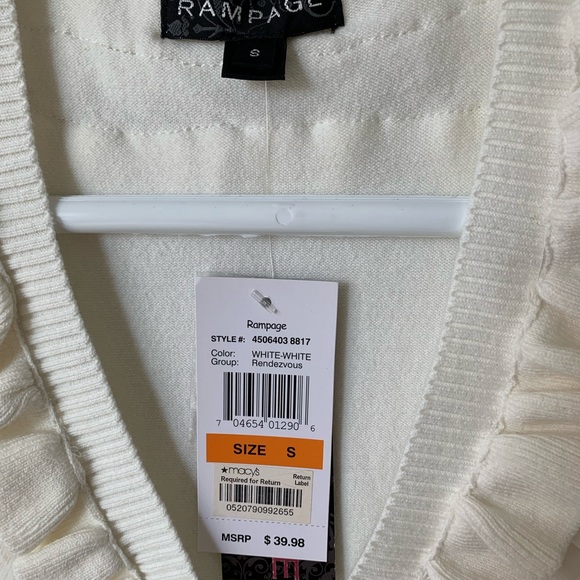 RAMPAGE
S
Rampage
STYLE #: 4506403 8817
Color: WHITE-WHITE
Group: Rendezvous
7 04654 01290 6
SIZE S
★macy's
Required for Return
Return Label
0520790992655
MSRP $ 39.98